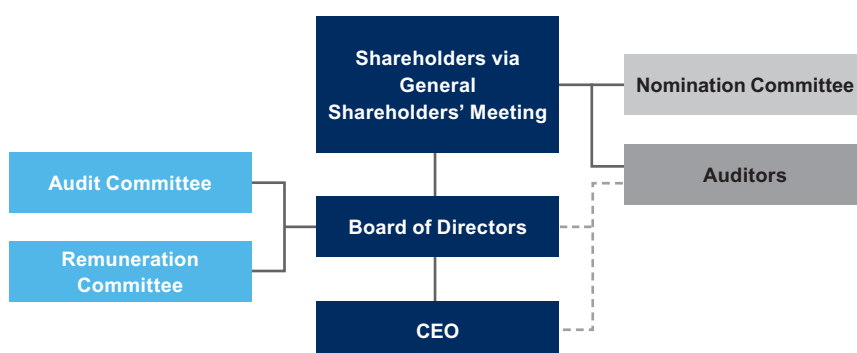 Shareholders via
General
Shareholders’ Meeting
Nomination Committee
Auditors
Audit Committee
Board of Directors
Remuneration
Committee
CEO